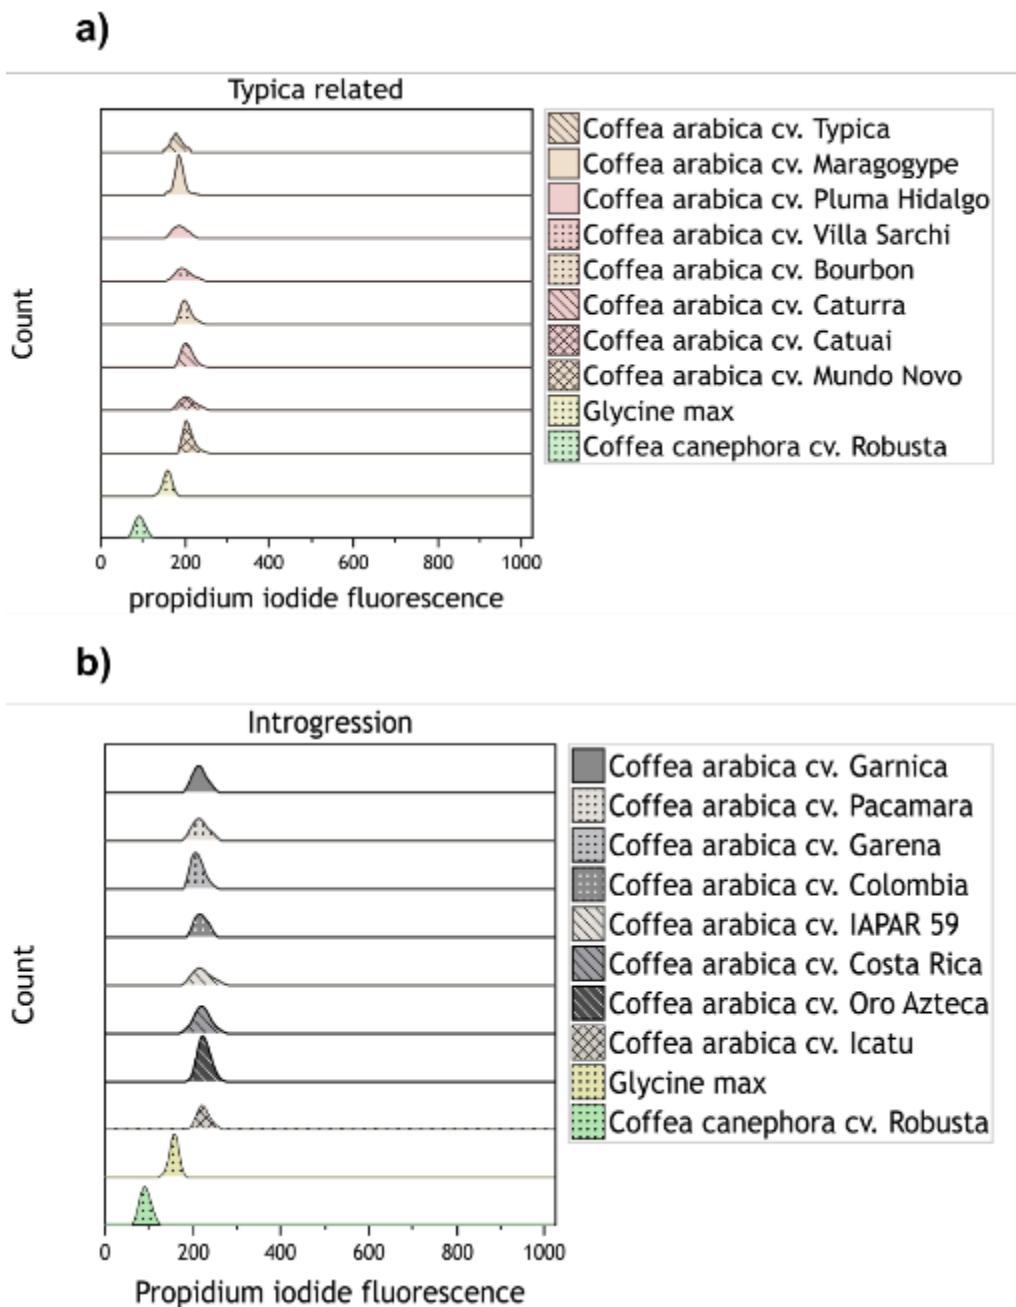 a)
Typica related
Coffea arabica cv. Typica
Coffea arabica cv. Maragogype
Coffea arabica cv. Pluma Hidalgo
Coffea arabica cv. Villa Sarchi
Coffea arabica cv. Bourbon
Coffea arabica cv. Caturra
Coffea arabica cv. Catuai
Coffea arabica cv. Mundo Novo
Glycine max
Coffea canephora cv. Robusta
Count
0 200 400 600 800 1000
propidium iodide fluorescence
b)
Introgression
Coffea arabica cv. Garnica
Coffea arabica cv. Pacamara
Coffea arabica cv. Garena
Coffea arabica cv. Colombia
Coffea arabica cv. IAPAR 59
Coffea arabica cv. Costa Rica
Coffea arabica cv. Oro Azteca
Coffea arabica cv. Icatu
Glycine max
Coffea canephora cv. Robusta
Count
0 200 400 600 800 1000
Propidium iodide fluorescence